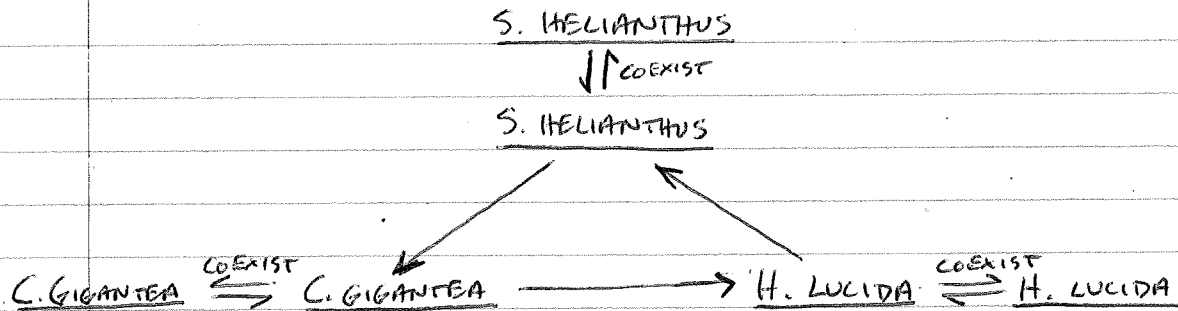 S. HELIANTHUS
COEXIST
S. HELIANTHUS
COEXIST
COEXIST
C. GIGANTEA
C. GIGANTEA
H. LUCIDA
H. LUCIDA